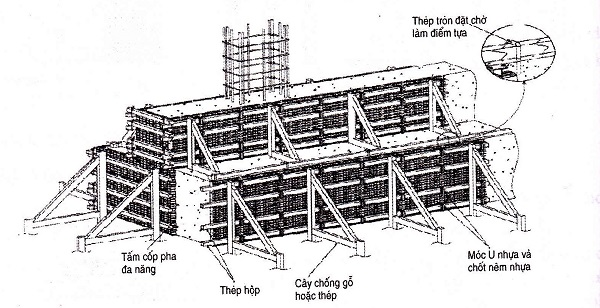 Thép tròn đặt chờ
làm điểm tựa
Tấm cốp pha
đa năng
Thép hộp
Cây chống gỗ
hoặc thép
Móc U nhựa và
chốt nêm nhựa